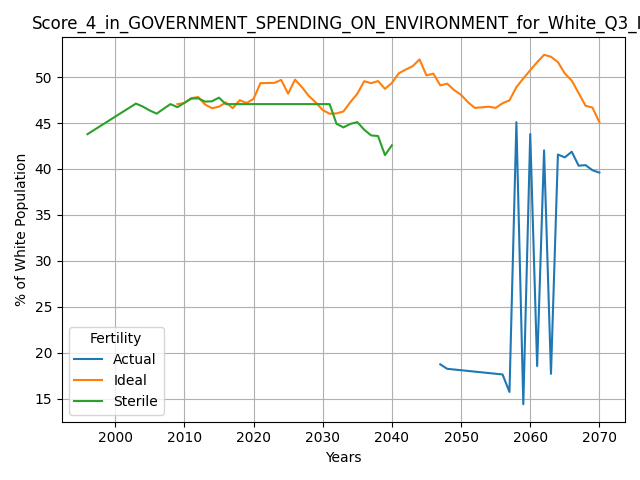 Score_4_in_GOVERNMENT_SPENDING_ON_ENVIRONMENT_for_White_Q3_I
% of White Population
50
45
40
35
30
25
20
15
Fertility
Actual
Ideal
Sterile
2000 2010 2020 2030 2040 2050 2060 2070
Years